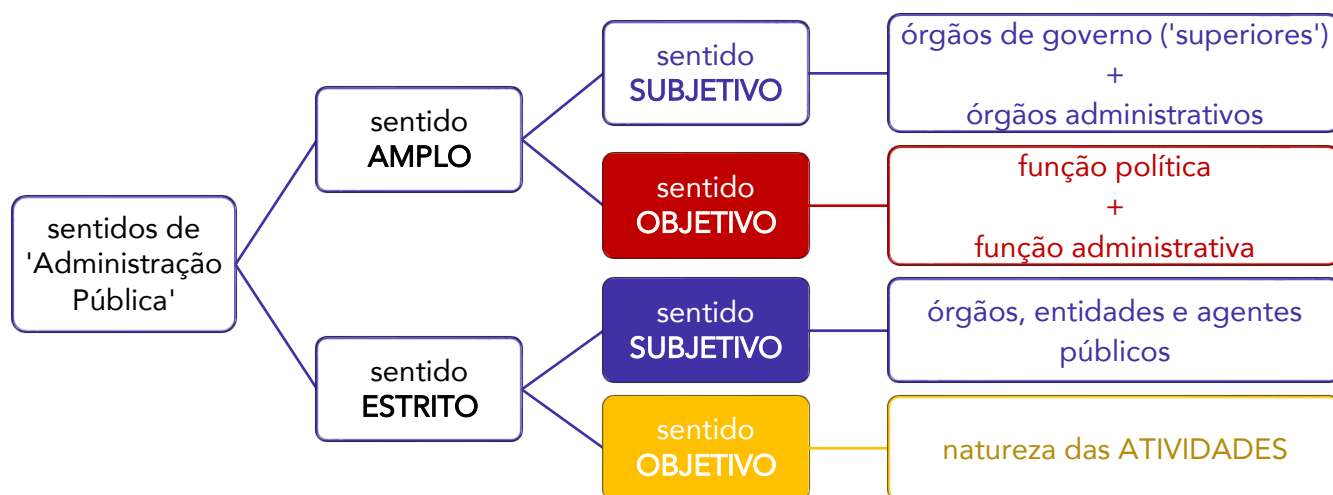 sentidos de
'Administração
Pública'
sentido
AMPLO
sentido
SUBJETIVO
órgãos de governo ('superiores')
+
órgãos administrativos
sentido
OBJETIVO
função política
+
função administrativa
sentido
ESTRITO
sentido
SUBJETIVO
órgãos, entidades e agentes
públicos
sentido
OBJETIVO
natureza das ATIVIDADES